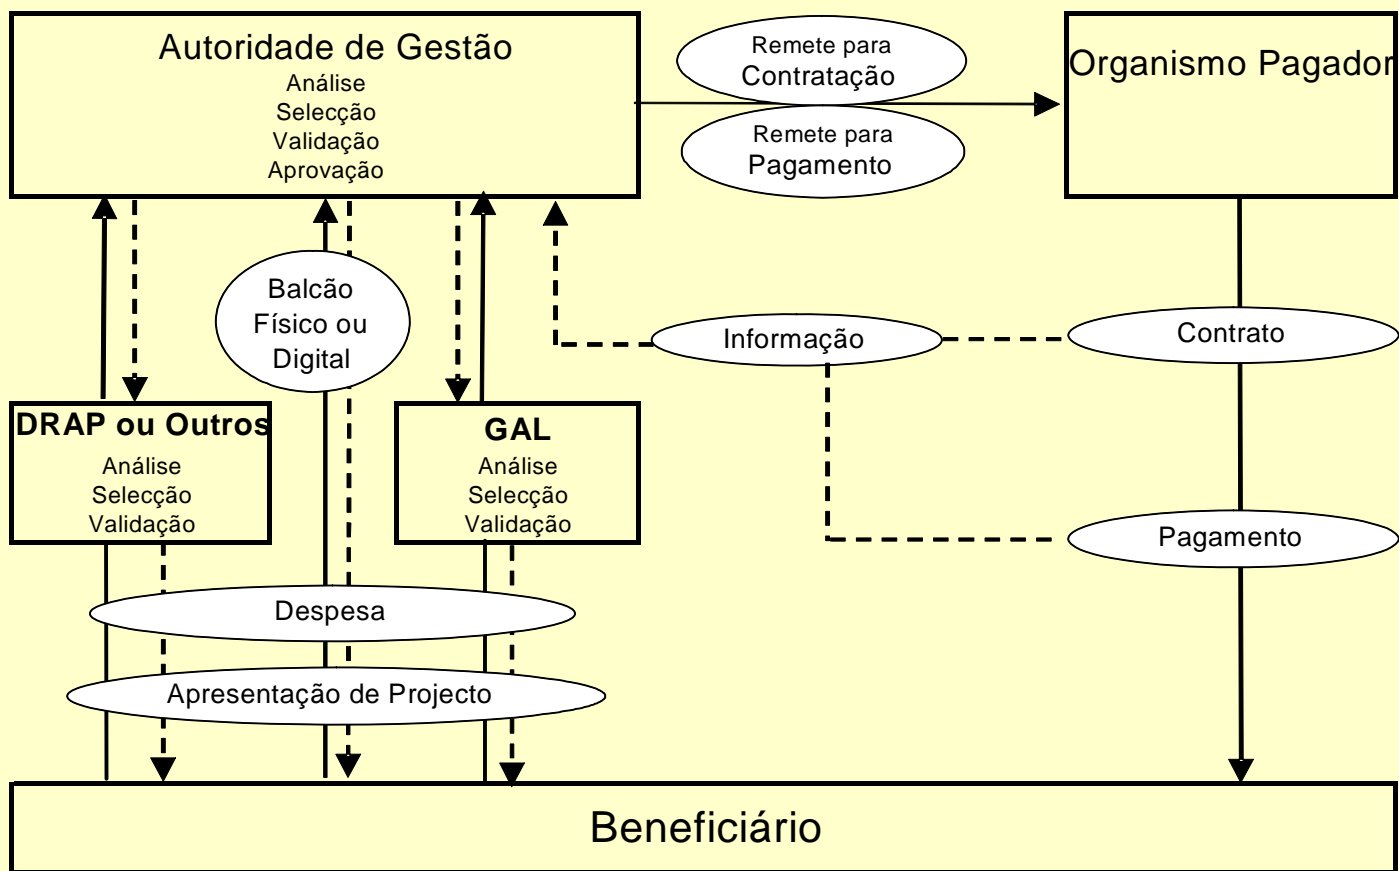 Autoridade de Gestão
Análise
Selecção
Validação
Aprovação
Remete para
Contratação
Remete para
Pagamento
Organismo Pagador
Balcão
Físico ou
Digital
Informação
Contrato
DRAP ou Outros
Análise
Selecção
Validação
GAL
Análise
Selecção
Validação
Pagamento
Despesa
Apresentação de Projecto
Beneficiário